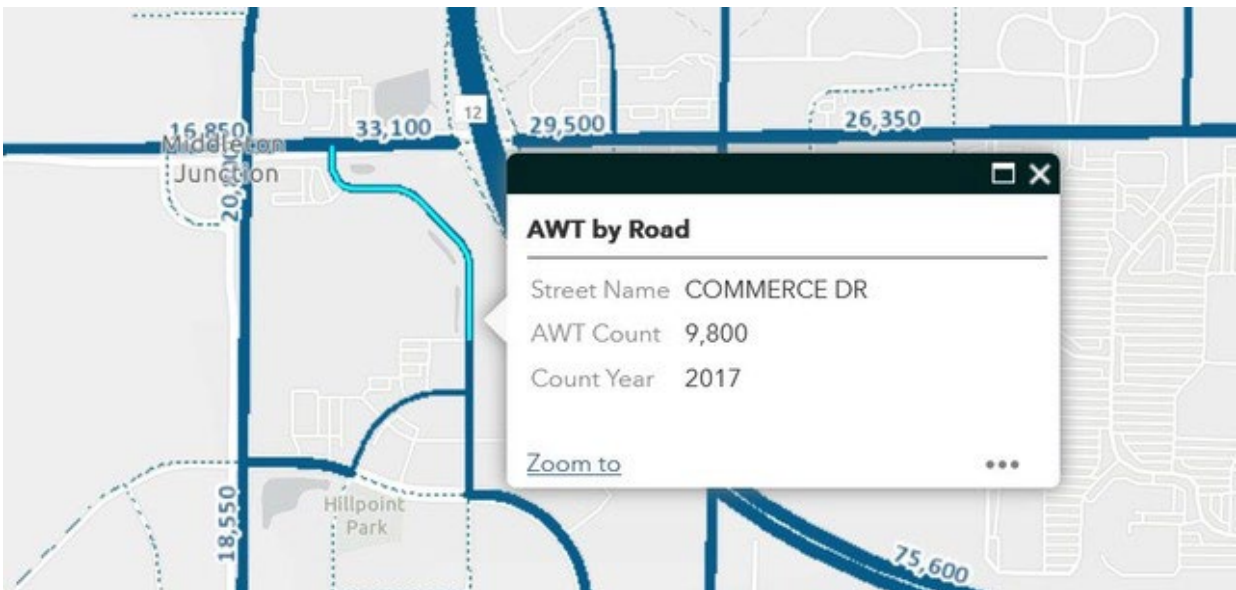 12
16,850
33,100
29,500
26,350
Middleton
Junction
AWT by Road
Street Name COMMERCE DR
AWT Count 9,800
Count Year 2017
Zoom to
18,550
Hillpoint
Park
75,600